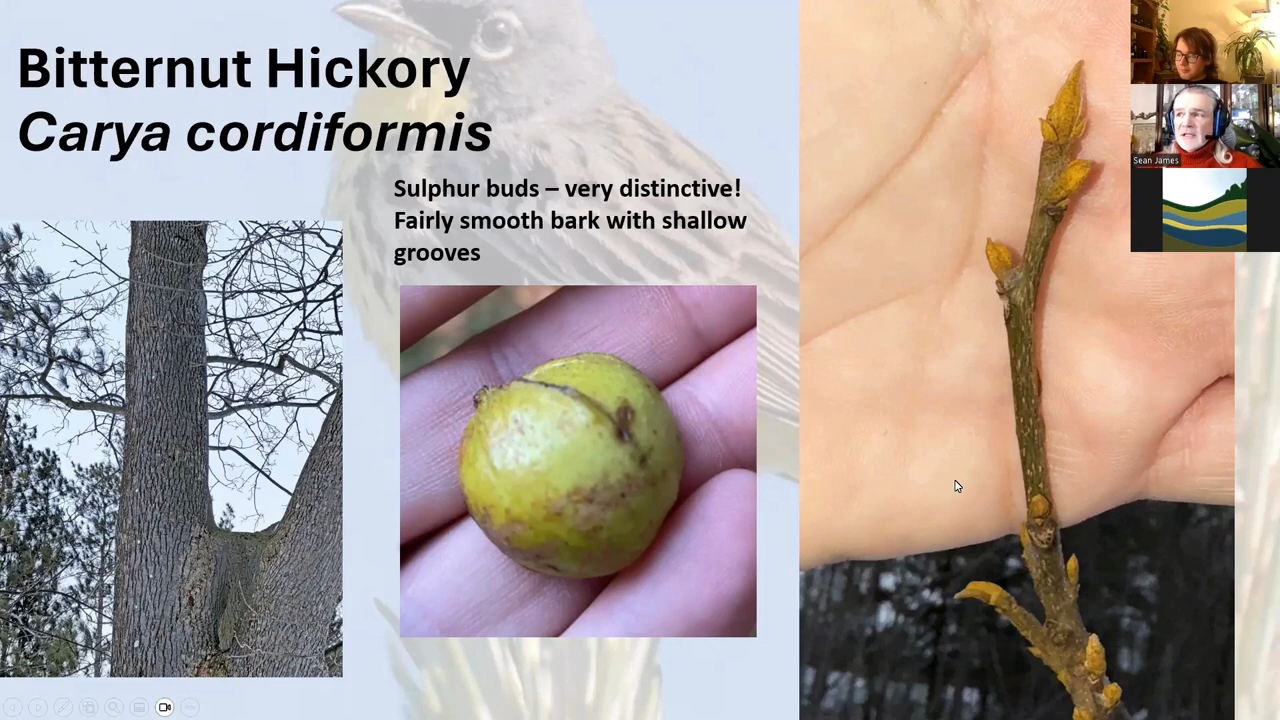 Bitternut Hickory
Carya cordiformis
Sulphur buds – very distinctive!
Fairly smooth bark with shallow
grooves
Sean James